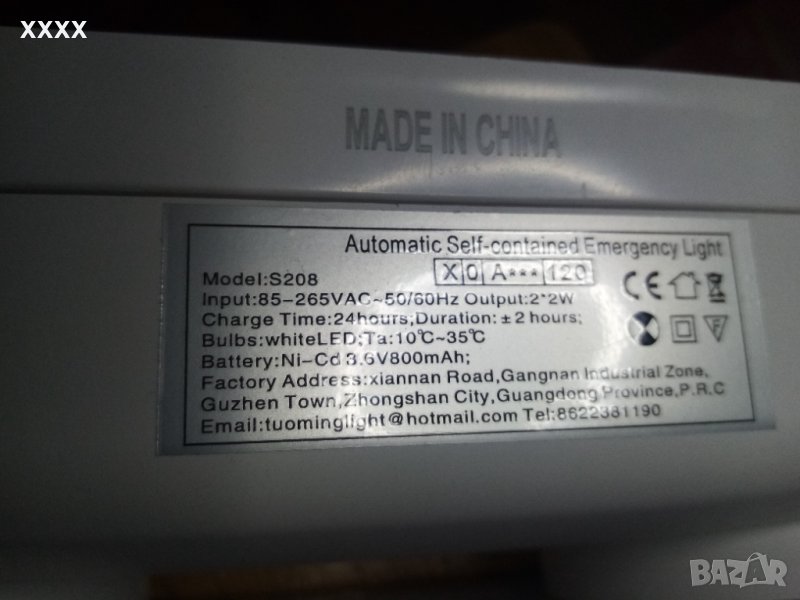 xxxx
MADE IN CHINA
Automatic Self-contained Emergency Light
X 0 A*** 120
Model:S208
Input:85-265VAC~50/60Hz Output:2*2W
Charge Time:24hours;Duration: ±2 hours;
Bulbs:whiteLED;Ta:10℃~35℃
Battery:Ni-Cd 3.6V800mAh;
Factory Address:xiannan Road,Gangnan Industrial Zone,
Guzhen Town,Zhongshan City,Guangdong Province,P.R.C
Email:tuominglight@hotmail.com Tel:8622381190
CE
F
BAZAR